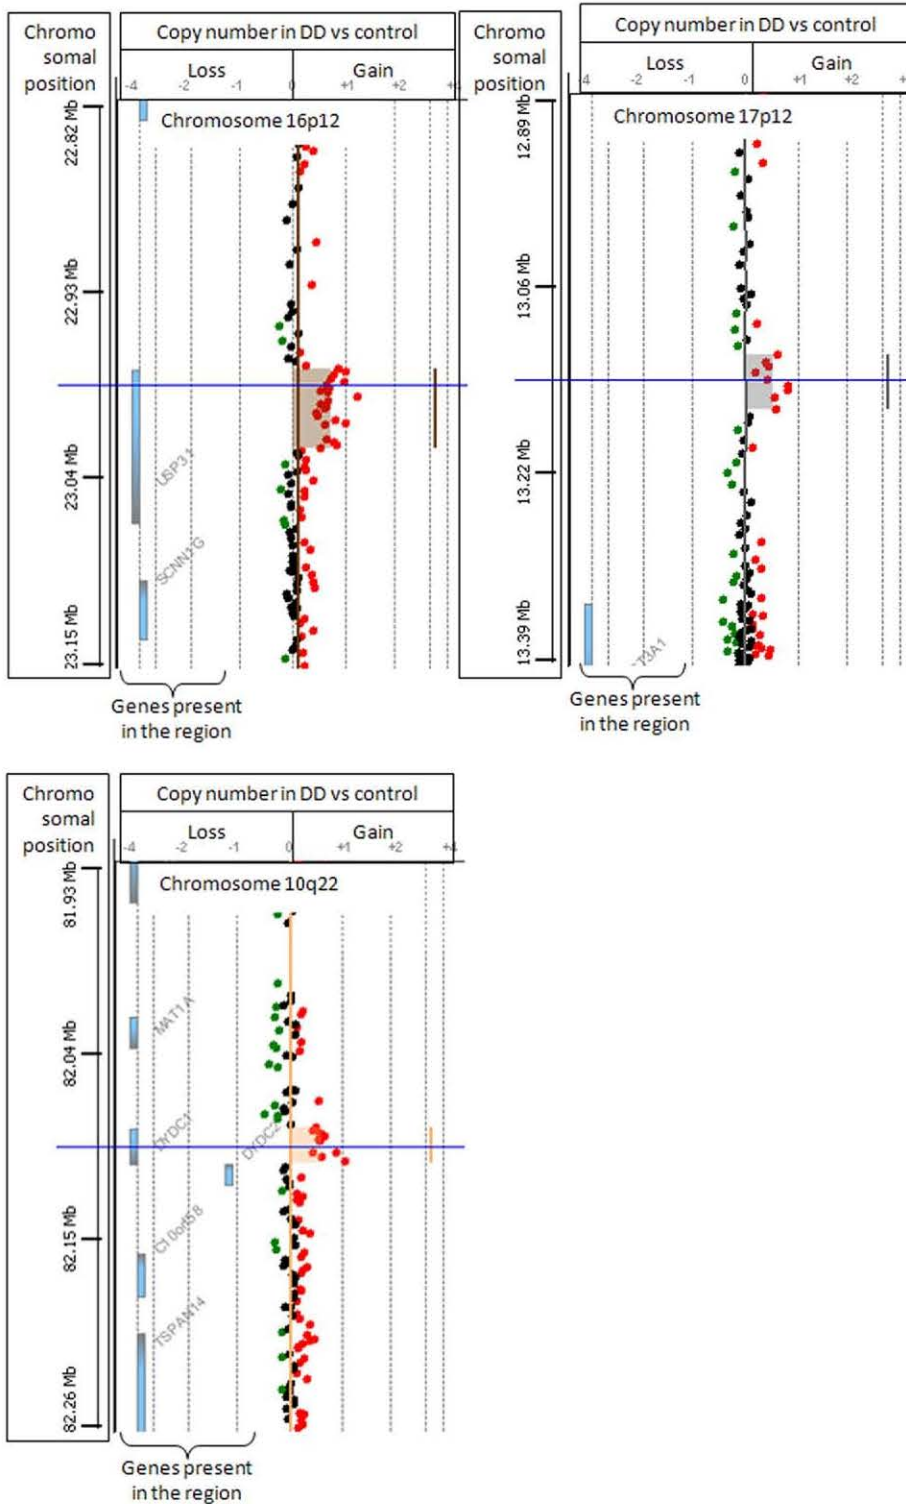 Chromo
somal
position
Copy number in DD vs control
Loss
Gain
-4 -2 -1 0 +1 +2 +4
Chromosome 16p12
22.82 Mb
22.93 Mb
23.04 Mb
23.15 Mb
USP31
SCNN1G
Genes present
in the region
Chromo
somal
position
Copy number in DD vs control
Loss
Gain
-4 -2 -1 0 +1 +2
Chromosome 17p12
12.89 Mb
13.06 Mb
13.22 Mb
13.39 Mb
T3A1
Genes present
in the region
Chromo
somal
position
Copy number in DD vs control
Loss
Gain
-4 -2 -1 0 +1 +2 +4
Chromosome 10q22
81.93 Mb
82.04 Mb
82.15 Mb
82.26 Mb
MAT1A
DYDC1
DYDC2
C10orf58
TSPAN14
Genes present
in the region